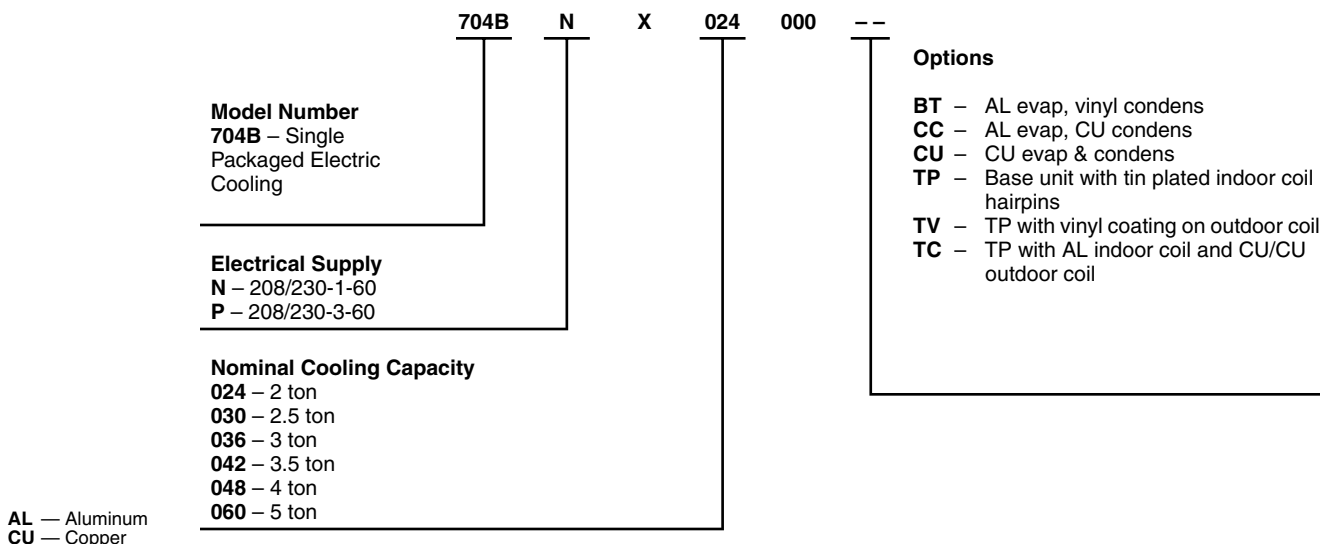 704B N X 024 000 – –
Model Number
704B – Single
Packaged Electric
Cooling
Electrical Supply
N – 208/230-1-60
P – 208/230-3-60
Nominal Cooling Capacity
024 – 2 ton
030 – 2.5 ton
036 – 3 ton
042 – 3.5 ton
048 – 4 ton
060 – 5 ton
Options
BT – AL evap, vinyl condens
CC – AL evap, CU condens
CU – CU evap & condens
TP – Base unit with tin plated indoor coil
hairpins
TV – TP with vinyl coating on outdoor coil
TC – TP with AL indoor coil and CU/CU
outdoor coil
AL — Aluminum
CU — Copper